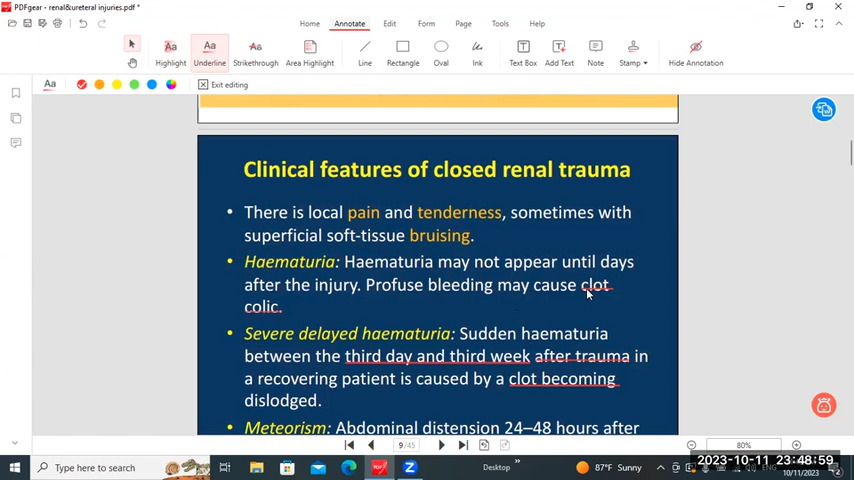 PDFgear - renal&ureteral injuries.pdf *
Home Annotate Edit Form Page Tools Help
Highlight Underline Strikethrough Area Highlight Line Rectangle Oval Ink Text Box Add Text Note Stamp Hide Annotation
Exit editing
Clinical features of closed renal trauma
• There is local pain and tenderness, sometimes with
superficial soft-tissue bruising.
• Haematuria: Haematuria may not appear until days
after the injury. Profuse bleeding may cause clot
colic.
• Severe delayed haematuria: Sudden haematuria
between the third day and third week after trauma in
a recovering patient is caused by a clot becoming
dislodged.
• Meteorism: Abdominal distension 24–48 hours after
9/45
80%
Type here to search
Desktop
87°F Sunny
2023-10-11 23:48:59
10/11/2023